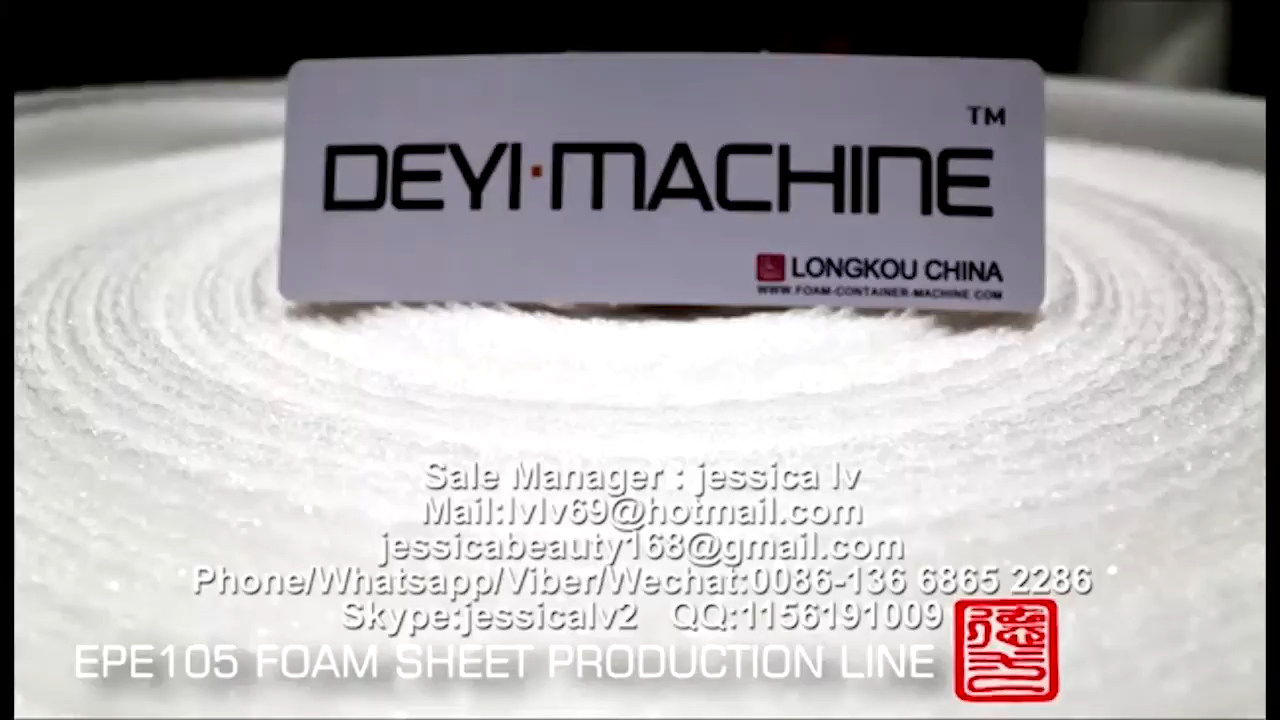 TM
DEYI·MACHINE
LONGKOU CHINA
WWW.FOAM-CONTAINER-MACHINE.COM
Sale Manager : jessica lv
Mail:lvlv69@hotmail.com
jessicabeauty168@gmail.com
Phone/Whatsapp/Viber/Wechat:0086-136 6865 2286
Skype:jessicalv2 QQ:1156191009
EPE105 FOAM SHEET PRODUCTION LINE